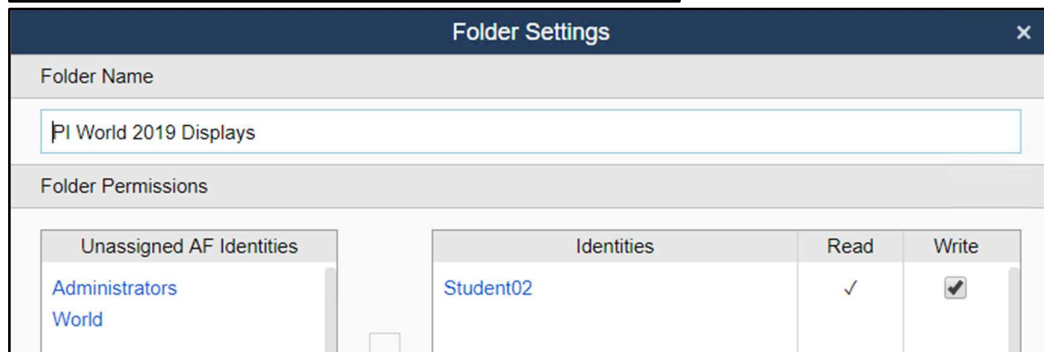 Folder Settings ×
Folder Name
PI World 2019 Displays
Folder Permissions
Unassigned AF Identities Identities Read Write
Administrators Student02 ✓ ✔
World